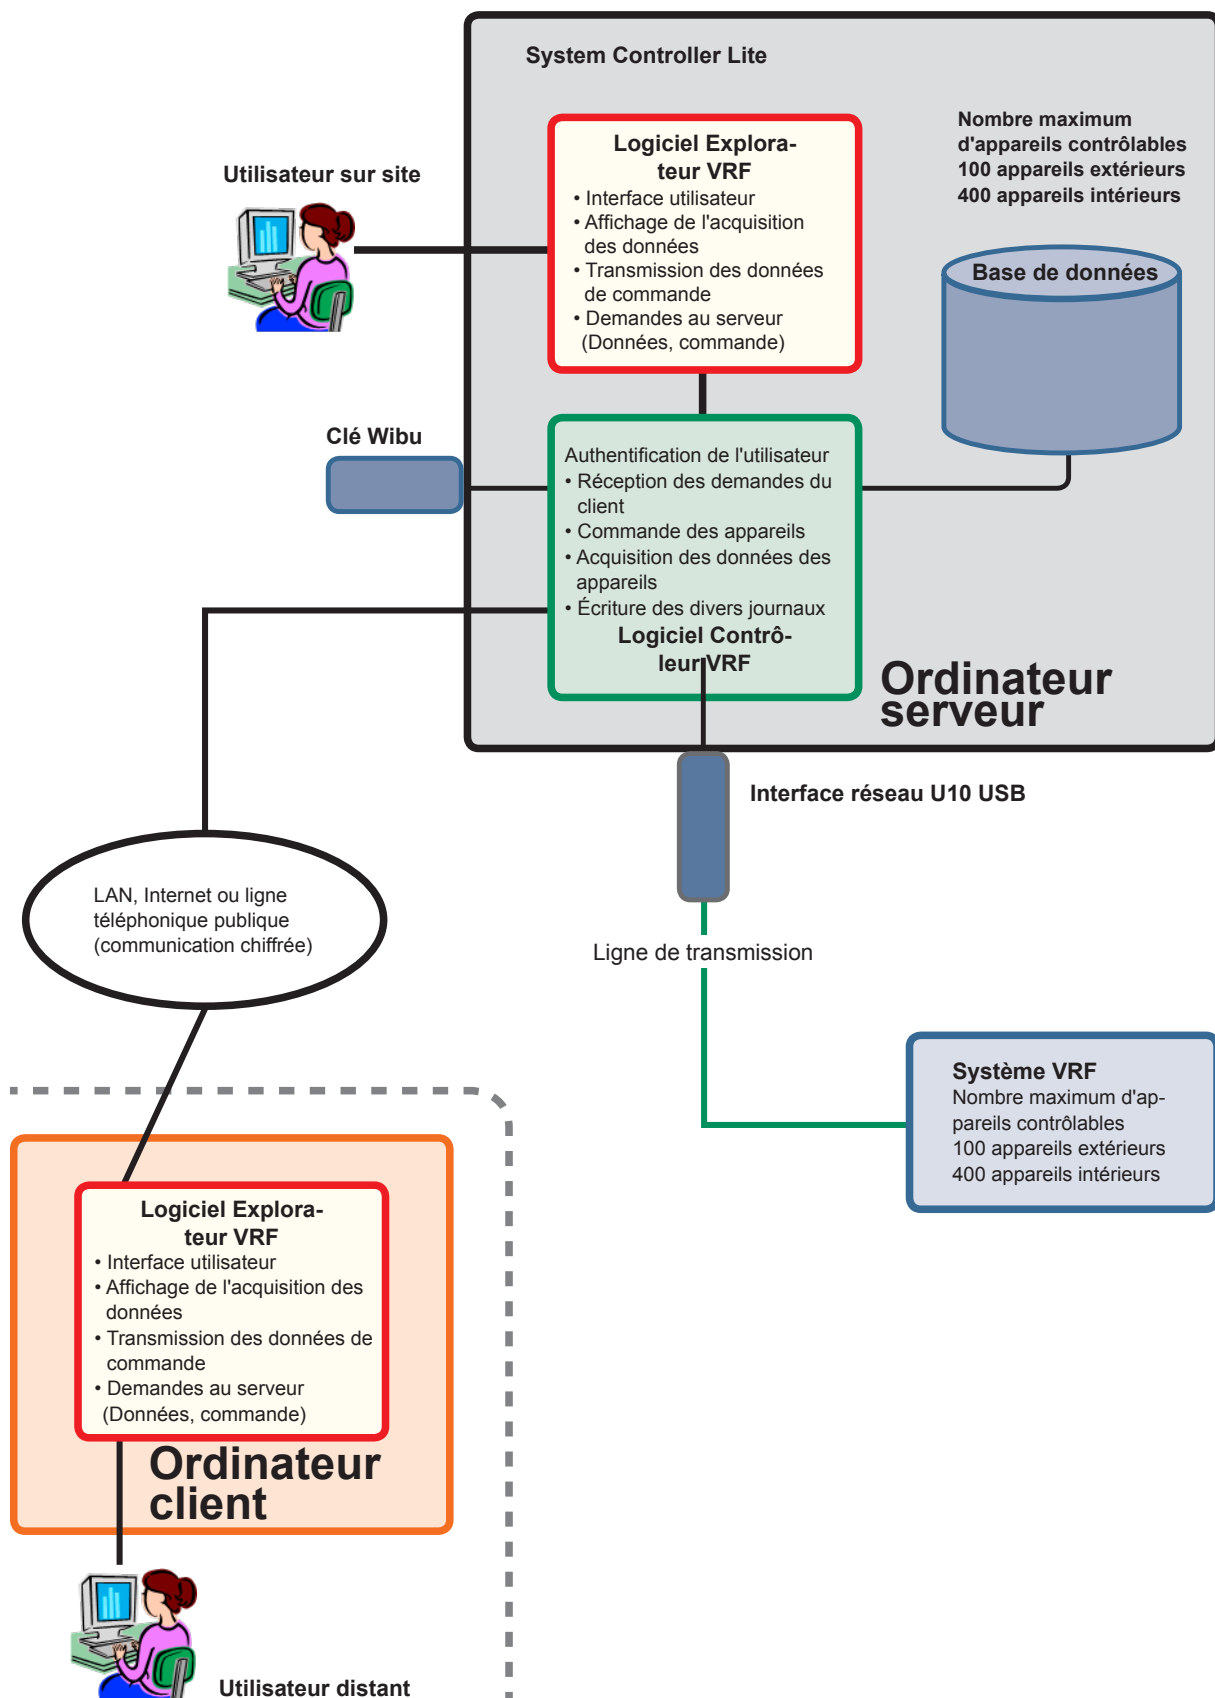 System Controller Lite
Nombre maximum
d'appareils contrôlables
100 appareils extérieurs
400 appareils intérieurs
Utilisateur sur site
Logiciel Explora-
teur VRF
• Interface utilisateur
• Affichage de l'acquisition
des données
• Transmission des données
de commande
• Demandes au serveur
(Données, commande)
Base de données
Clé Wibu
Authentification de l'utilisateur
• Réception des demandes du
client
• Commande des appareils
• Acquisition des données des
appareils
• Écriture des divers journaux
Logiciel Contrô-
leur VRF
Ordinateur
serveur
Interface réseau U10 USB
LAN, Internet ou ligne
téléphonique publique
(communication chiffrée)
Ligne de transmission
Système VRF
Nombre maximum d'ap-
pareils contrôlables
100 appareils extérieurs
400 appareils intérieurs
Logiciel Explora-
teur VRF
• Interface utilisateur
• Affichage de l'acquisition des
données
• Transmission des données de
commande
• Demandes au serveur
(Données, commande)
Ordinateur
client
Utilisateur distant